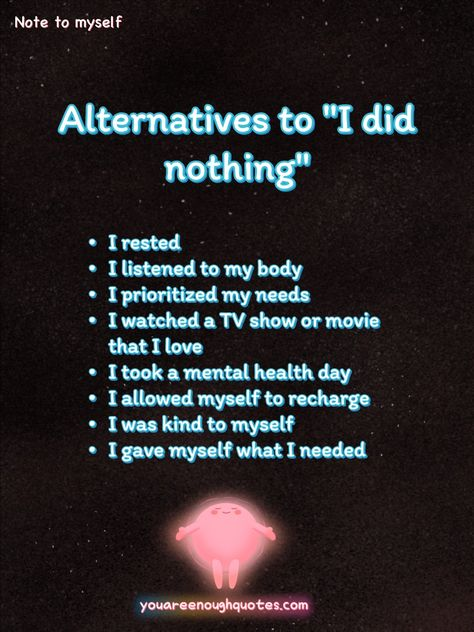 Note to myself
Alternatives to "I did
nothing"
• I rested
• I listened to my body
• I prioritized my needs
• I watched a TV show or movie
that I love
• I took a mental health day
• I allowed myself to recharge
• I was kind to myself
• I gave myself what I needed
youareenoughquotes.com